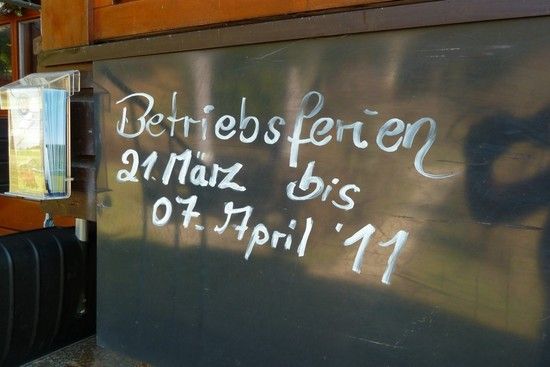 Betriebsferien
21. März bis
07. April '11